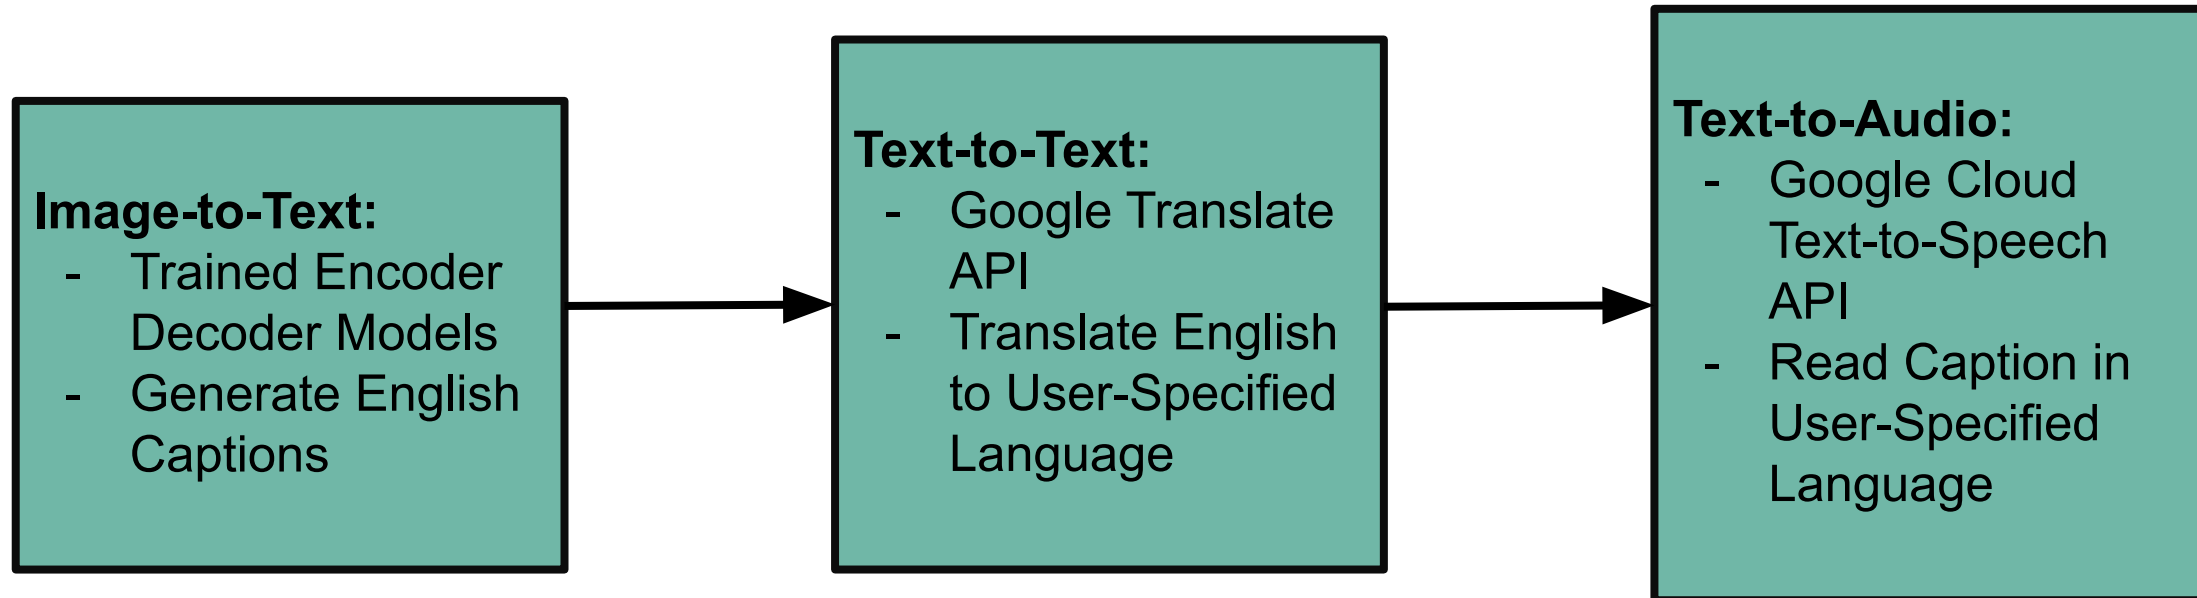 Image-to-Text:
- Trained Encoder
Decoder Models
- Generate English
Captions
Text-to-Text:
- Google Translate
API
- Translate English
to User-Specified
Language
Text-to-Audio:
- Google Cloud
Text-to-Speech
API
- Read Caption in
User-Specified
Language